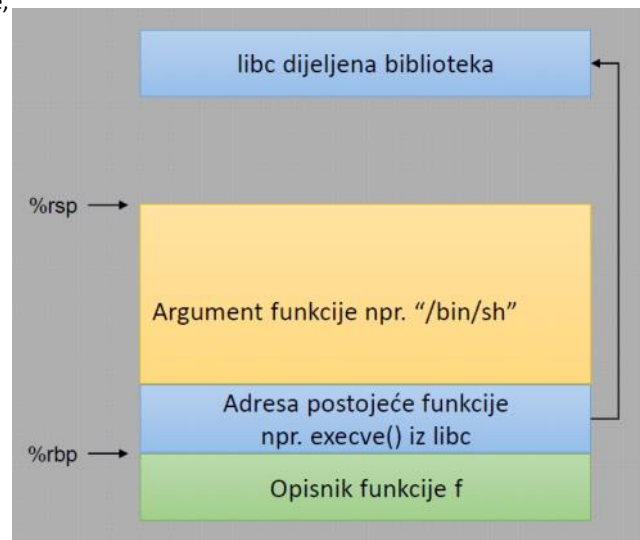 libc dijeljena biblioteka
%rsp
Argument funkcije npr. “/bin/sh”
Adresa postojeće funkcije
npr. execve() iz libc
%rbp
Opisnik funkcije f